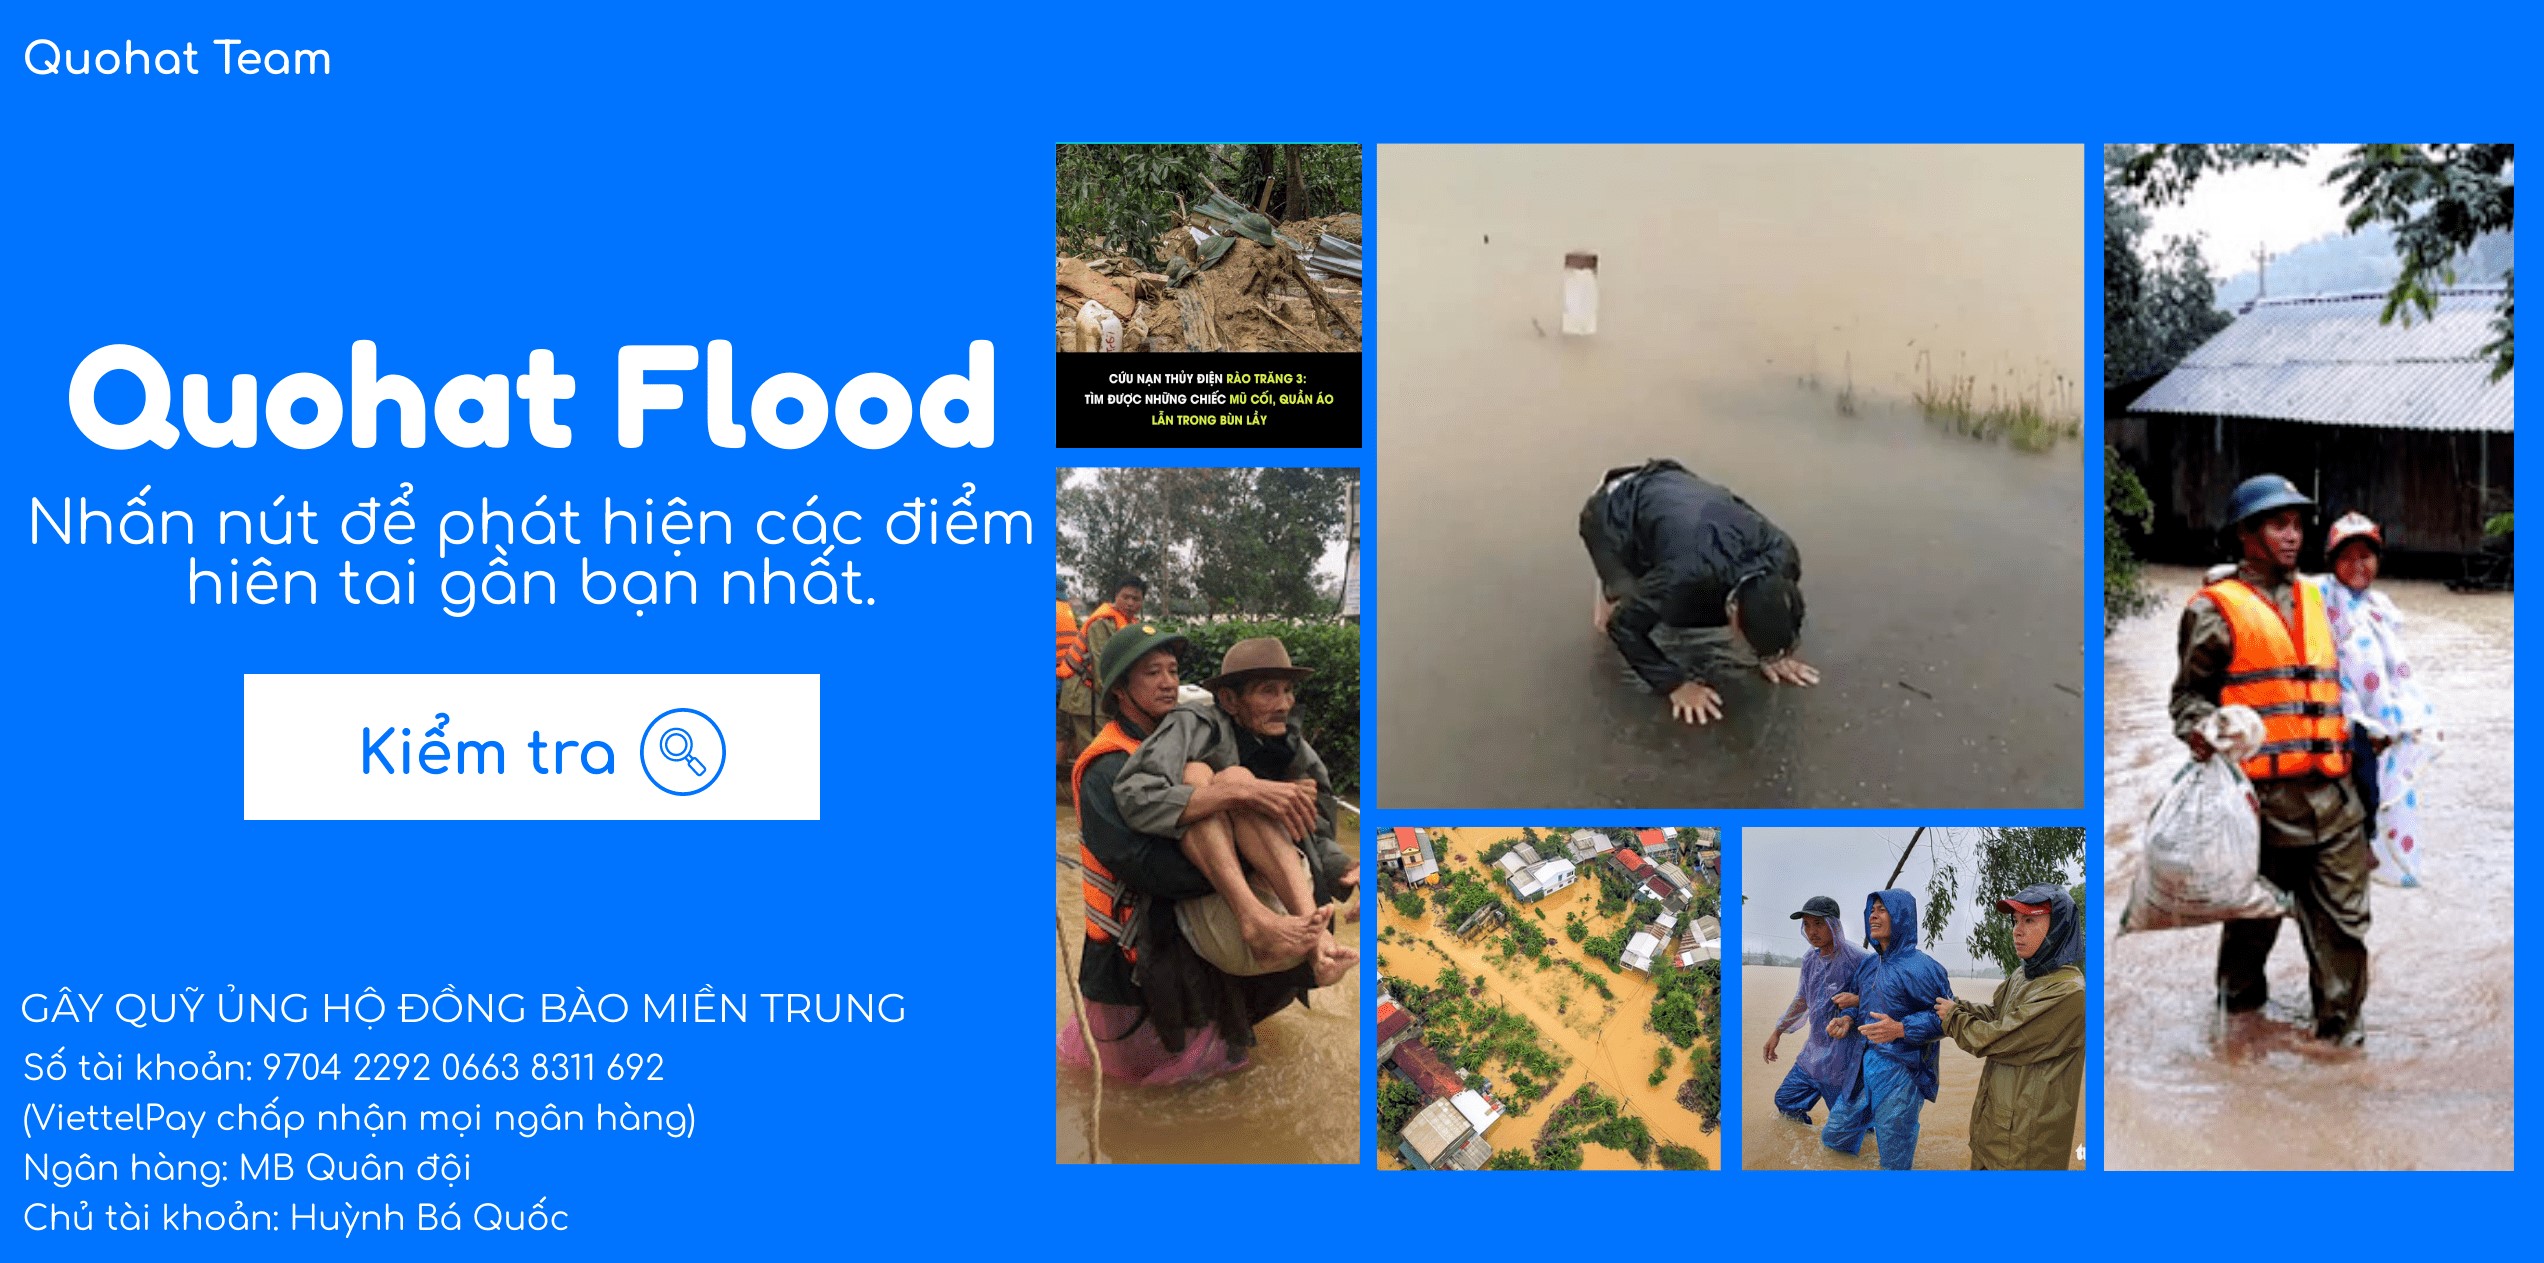 Quohat Team
Quohat Flood
Nhấn nút để phát hiện các điểm
hiên tai gần bạn nhất.
Kiểm tra
GÂY QUỸ ỦNG HỘ ĐỒNG BÀO MIỀN TRUNG
Số tài khoản: 9704 2292 0663 8311 692
(ViettelPay chấp nhận mọi ngân hàng)
Ngân hàng: MB Quân đội
Chủ tài khoản: Huỳnh Bá Quốc
CỨU NẠN THỦY ĐIỆN RÀO TRĂNG 3:
TÌM ĐƯỢC NHỮNG CHIẾC MŨ CỐI, QUẦN ÁO
LẪN TRONG BÙN LẦY